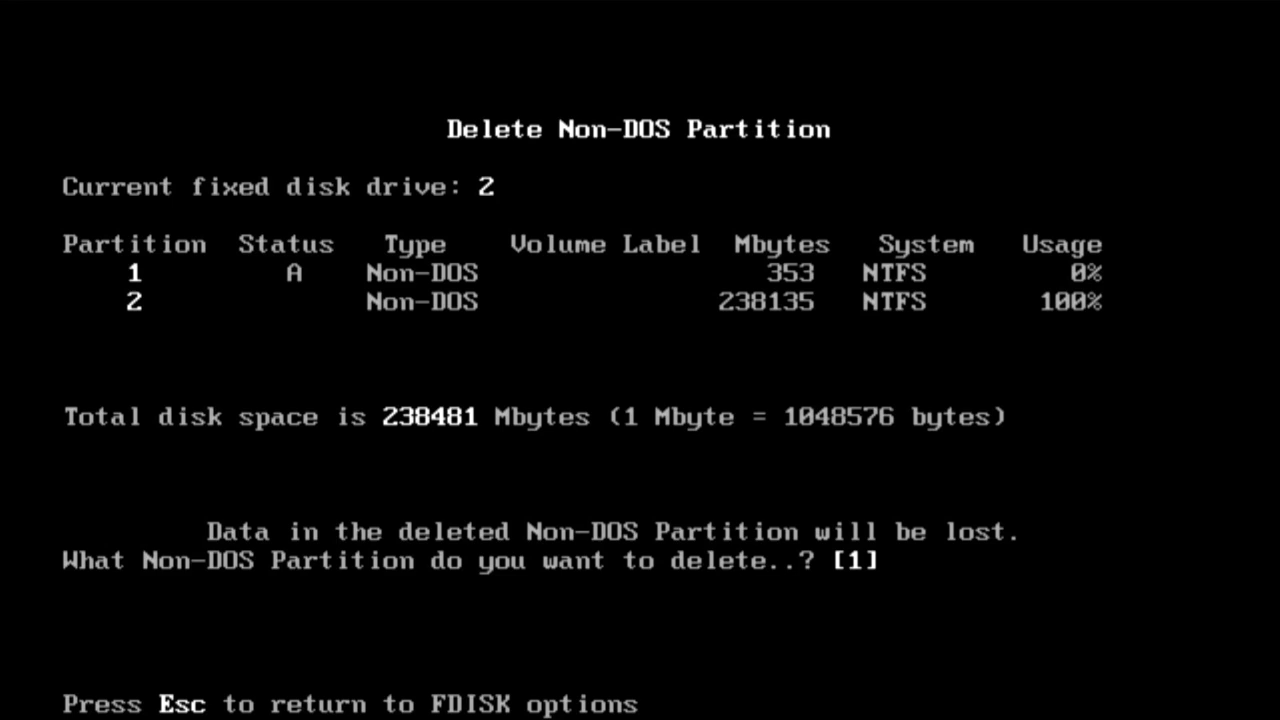 Delete Non-DOS Partition
Current fixed disk drive: 2
Partition Status Type Volume Label Mbytes System Usage
1 A Non-DOS 353 NTFS 0%
2 Non-DOS 238135 NTFS 100%
Total disk space is 238481 Mbytes (1 Mbyte = 1048576 bytes)
Data in the deleted Non-DOS Partition will be lost.
What Non-DOS Partition do you want to delete..? [1]
Press Esc to return to FDISK options